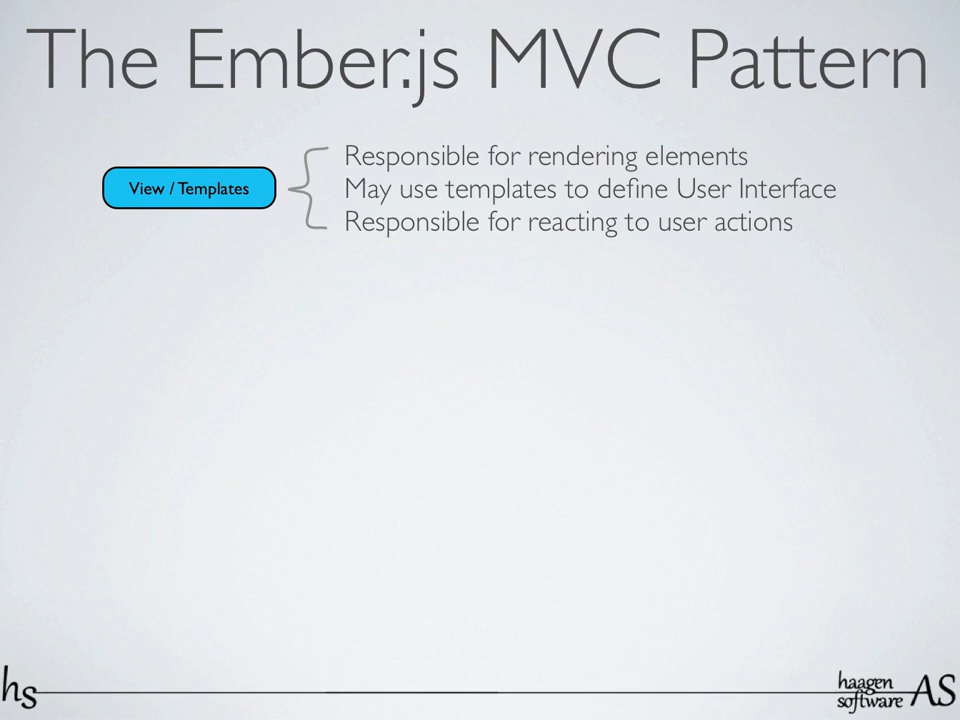 The Ember.js MVC Pattern
View / Templates
Responsible for rendering elements
May use templates to define User Interface
Responsible for reacting to user actions
hs
haagen
software AS